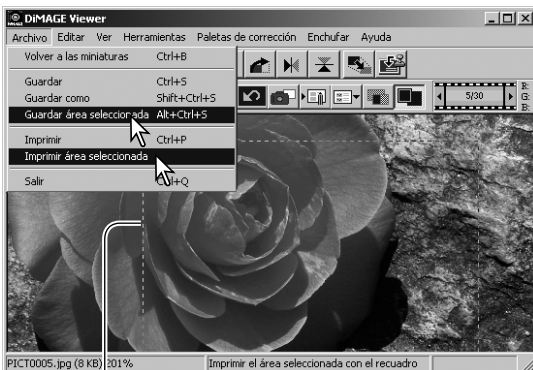 DiMAGE Viewer
Archivo Editar Ver Herramientas Paletas de corrección Enchufar Ayuda
Volver a las miniaturas Ctrl+B
Guardar Ctrl+S
Guardar como Shift+Ctrl+S
Guardar área seleccionada Alt+Ctrl+S
Imprimir Ctrl+P
Imprimir área seleccionada
Salir Ctrl+Q
5/30
R:
G:
B:
PICT0005.jpg (8 KB) 201% Imprimir el área seleccionada con el recuadro